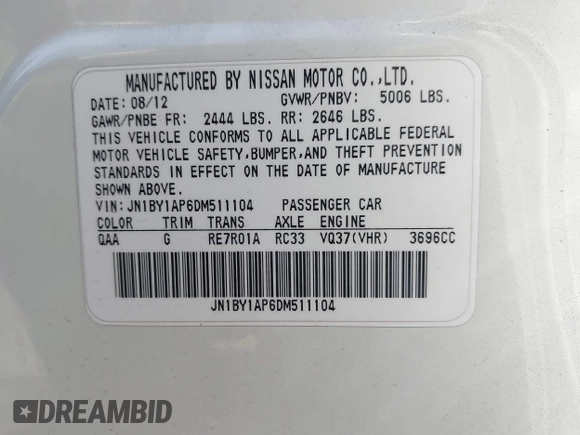 MANUFACTURED BY NISSAN MOTOR CO.,LTD.
DATE: 08/12 GVWR/PNBV: 5006 LBS.
GAWR/PNBE FR: 2444 LBS. RR: 2646 LBS.
THIS VEHICLE CONFORMS TO ALL APPLICABLE FEDERAL
MOTOR VEHICLE SAFETY,BUMPER,AND THEFT PREVENTION
STANDARDS IN EFFECT ON THE DATE OF MANUFACTURE
SHOWN ABOVE.
VIN: JN1BY1AP6DM511104 PASSENGER CAR
COLOR TRIM TRANS AXLE ENGINE
QAA G RE7R01A RC33 VQ37(VHR) 3696CC
JN1BY1AP6DM511104
DREAMBID